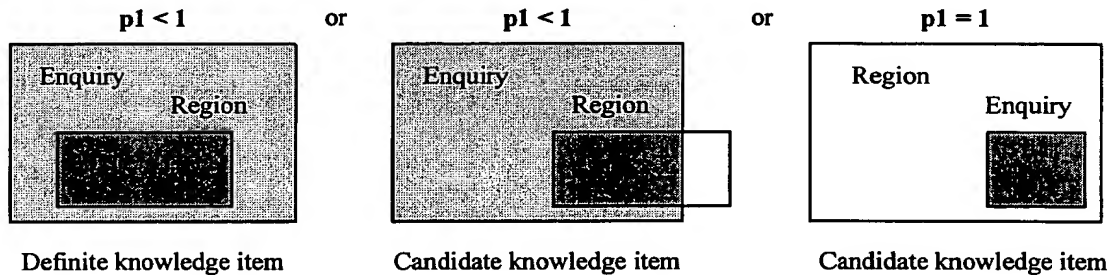 p1 < 1 or p1 < 1 or p1 = 1
Enquiry Enquiry Region
Region Region Enquiry
Definite knowledge item Candidate knowledge item Candidate knowledge item